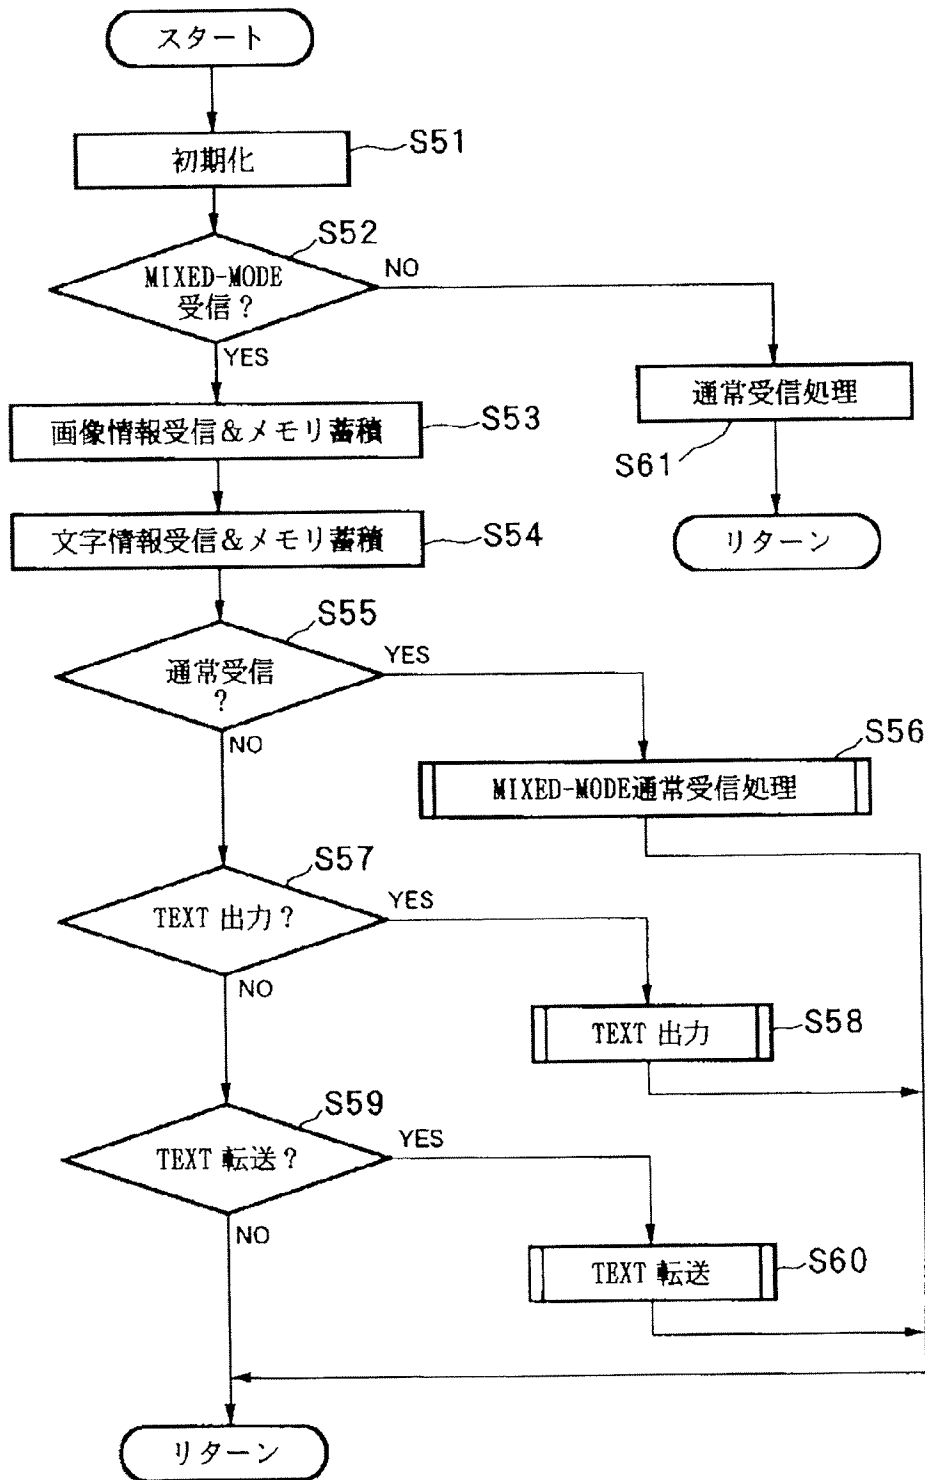 スタート
初期化
S51
S52
MIXED-MODE
受信?
NO
YES
通常受信処理
S61
画像情報受信&メモリ蓄積
S53
リターン
文字情報受信&メモリ蓄積
S54
S55
通常受信
?
YES
NO
S56
MIXED-MODE通常受信処理
S57
TEXT 出力?
YES
NO
TEXT 出力
S58
S59
TEXT 転送?
YES
NO
TEXT 転送
S60
リターン